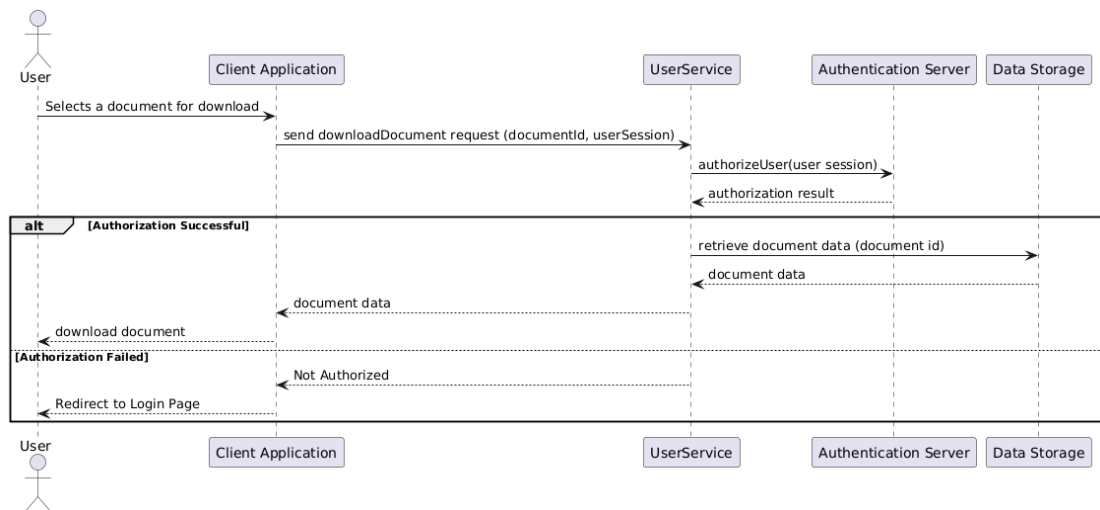 User
Client Application
UserService
Authentication Server
Data Storage
Selects a document for download
send downloadDocument request (documentId, userSession)
authorizeUser(user session)
authorization result
alt
[Authorization Successful]
retrieve document data (document id)
document data
document data
download document
[Authorization Failed]
Not Authorized
Redirect to Login Page
User
Client Application
UserService
Authentication Server
Data Storage